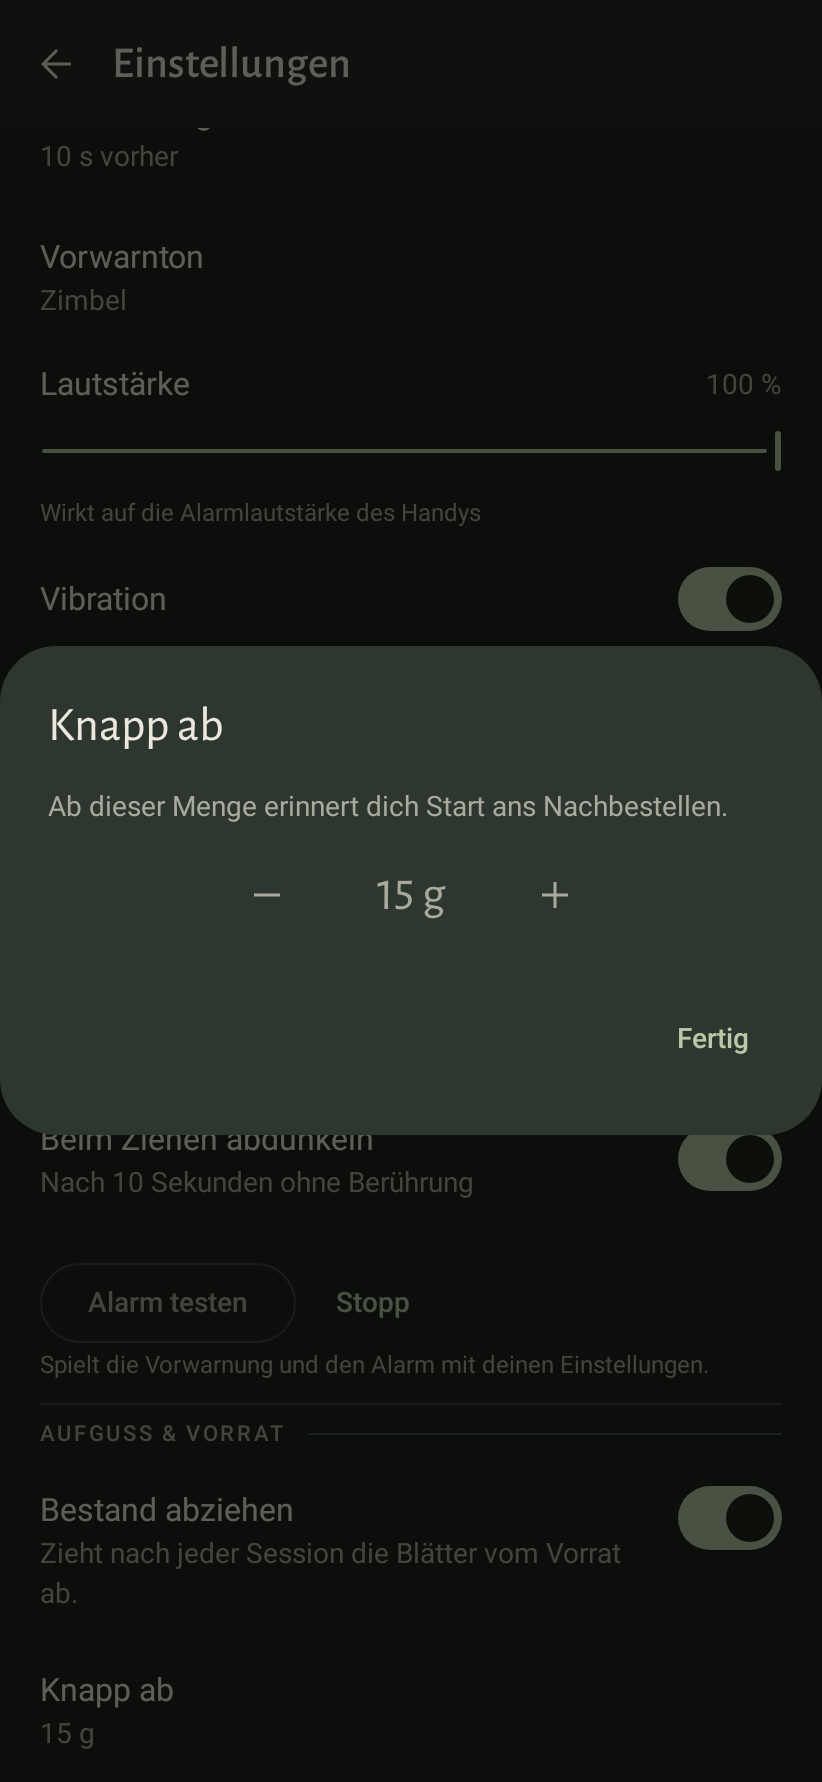 Einstellungen
10 s vorher
Vorwarnton
Zimbel
Lautstärke 100 %
Wirkt auf die Alarmlautstärke des Handys
Vibration
Knapp ab
Ab dieser Menge erinnert dich Start ans Nachbestellen.
15 g
Fertig
Beim Ziehen abdunkeln
Nach 10 Sekunden ohne Berührung
Alarm testen Stopp
Spielt die Vorwarnung und den Alarm mit deinen Einstellungen.
AUFGUSS & VORRAT
Bestand abziehen
Zieht nach jeder Session die Blätter vom Vorrat
ab.
Knapp ab
15 g